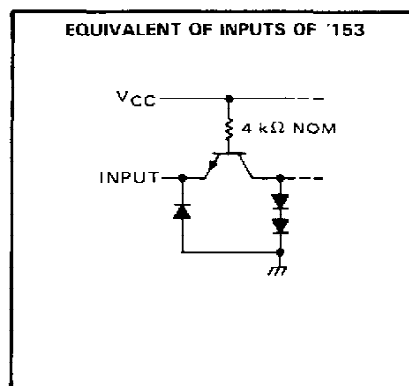 EQUIVALENT OF INPUTS OF '153
VCC
4 kΩ NOM
INPUT